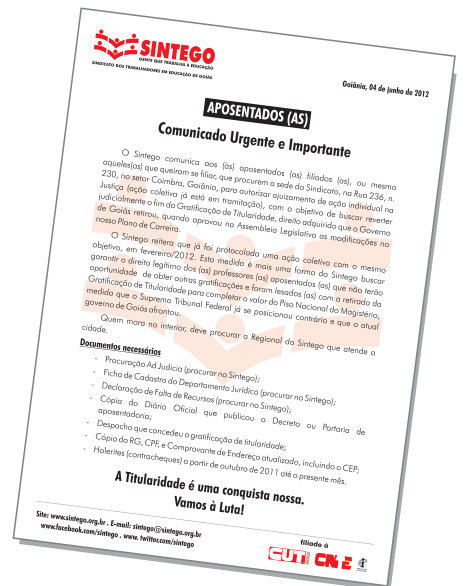 SINTEGO
GENTE QUE TRABALHA A EDUCAÇÃO
SINDICATO DOS TRABALHADORES EM EDUCAÇÃO DE GOIÁS
Goiânia, 04 de junho de 2012
APOSENTADOS (AS)
Comunicado Urgente e Importante
O Sintego comunica aos (às) aposentados (as) filiados (as), ou mesmo
aqueles(as) que queiram se filiar, que procurem a sede do Sindicato, na Rua 236, n.
230, no setor Coimbra, Goiânia, para autorizar ajuizamento de ação individual na
Justiça (ação coletiva já está em tramitação), com o objetivo de buscar reverter
judicialmente o fim da Gratificação de Titularidade, direito adquirido que o Governo
de Goiás retirou, quando aprovou na Assembleia Legislativa as modificações no
nosso Plano de Carreira.
O Sintego reitera que já foi protocolada uma ação coletiva com o mesmo
objetivo, em fevereiro/2012. Esta medida é mais uma forma do Sintego buscar
garantir o direito legítimo dos (as) professores (as) aposentados (as) que não terão
oportunidade de obter outras gratificações e foram lesados (as) com a retirada da
Gratificação de Titularidade para completar o valor do Piso Nacional do Magistério,
medida que o Supremo Tribunal Federal já se posicionou contrária e que o atual
governo de Goiás afrontou.
Quem mora no interior, deve procurar a Regional do Sintego que atende a
cidade.
Documentos necessários
- Procuração Ad Judicia (procurar no Sintego);
- Ficha de Cadastro do Departamento Jurídico (procurar no Sintego);
- Declaração de Falta de Recursos (procurar no Sintego);
- Cópia do Diário Oficial que publicou o Decreto ou Portaria de
aposentadoria;
- Despacho que concedeu a gratificação de titularidade;
- Cópia do RG, CPF, e Comprovante de Endereço atualizado, incluindo o CEP;
- Holerites (contracheques) a partir de outubro de 2011 até o presente mês.
A Titularidade é uma conquista nossa.
Vamos à Luta!
Site: www.sintego.org.br . E-mail: sintego@sintego.org.br
www.facebook.com/sintego . www. twitter.com/sintego
filiado à
CUT CNTE